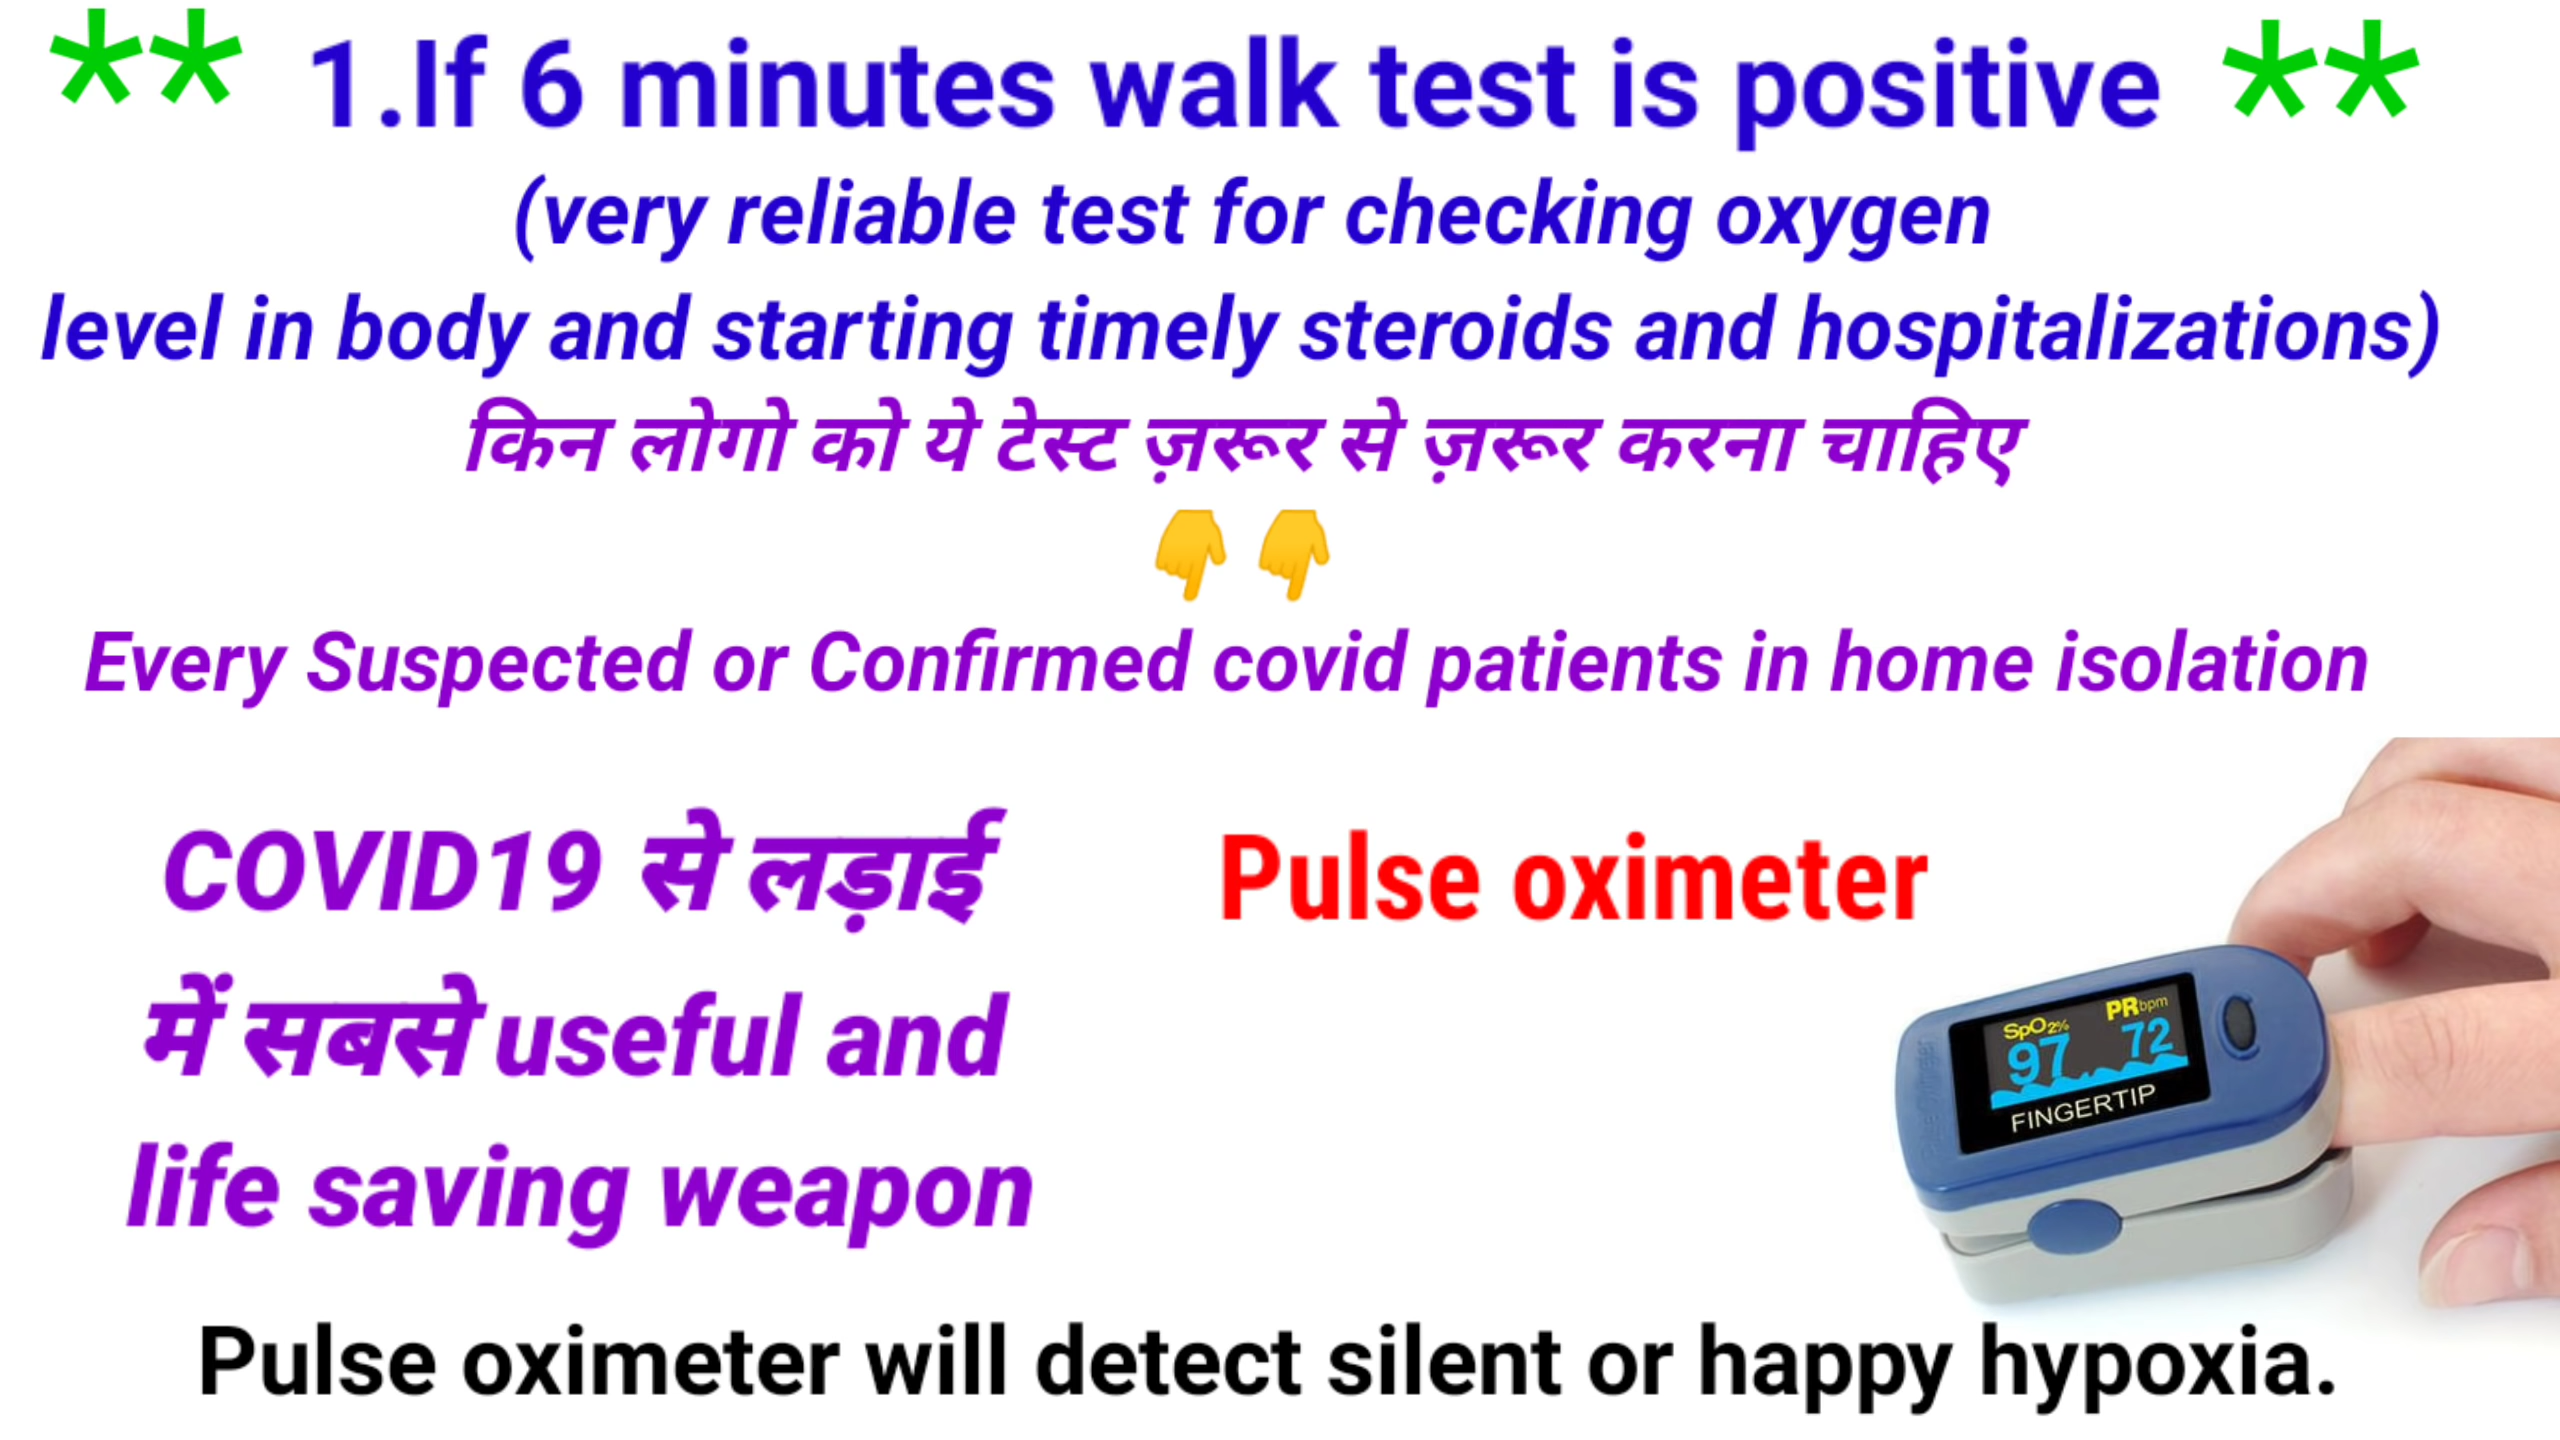 ** 1.If 6 minutes walk test is positive **
(very reliable test for checking oxygen
level in body and starting timely steroids and hospitalizations)
किन लोगो को ये टेस्ट ज़रूर से ज़रूर करना चाहिए
👇👇
Every Suspected or Confirmed covid patients in home isolation
COVID19 से लड़ाई
में सबसे useful and
life saving weapon
Pulse oximeter
SpO2% PRbpm
97 72
FINGERTIP
Pulse oximeter will detect silent or happy hypoxia.